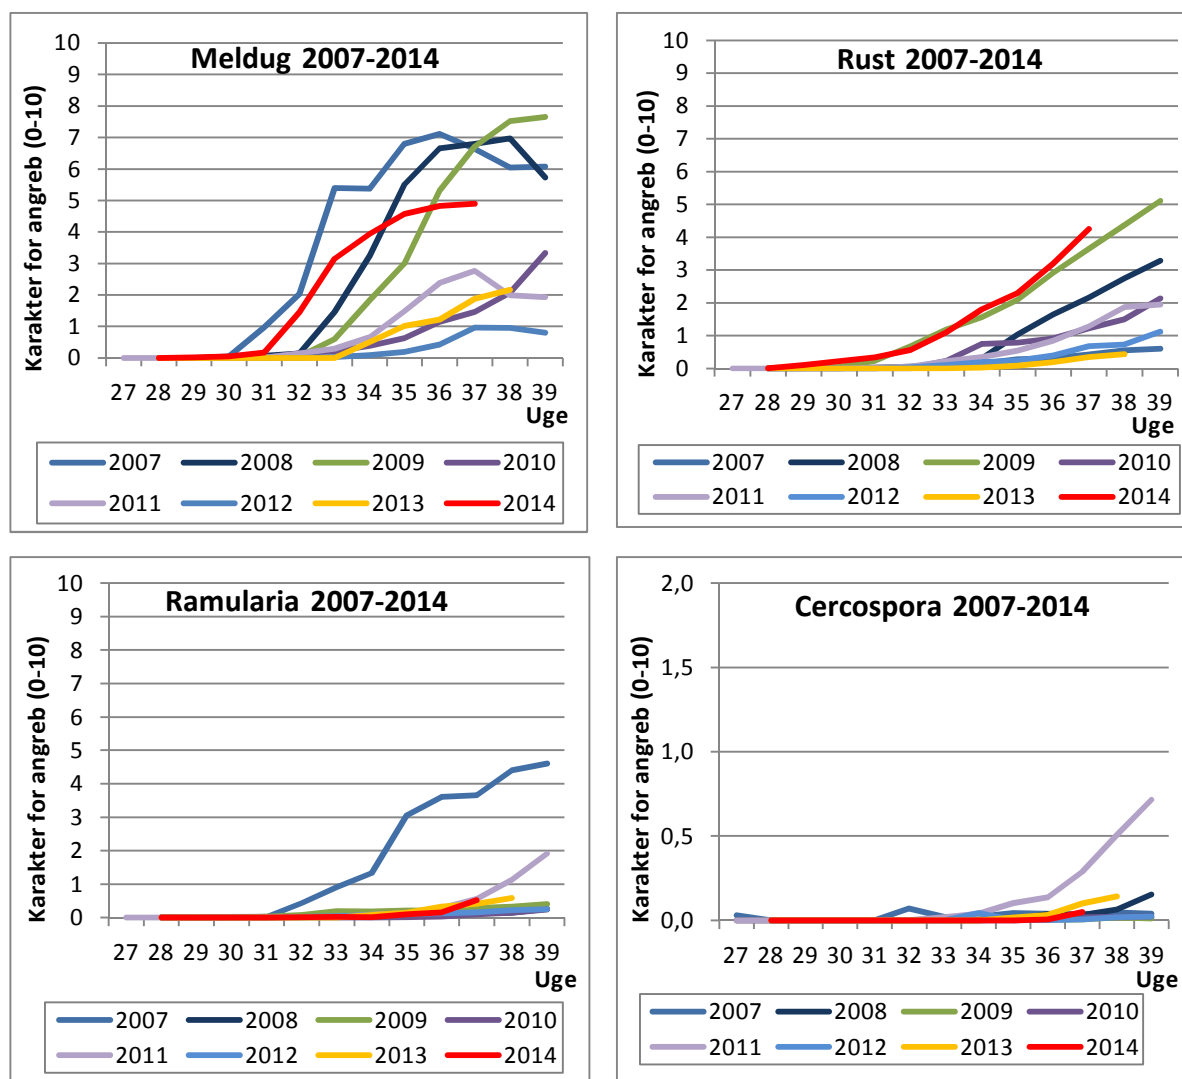 Meldug 2007-2014
Karakter for angreb (0-10)
10
9
8
7
6
5
4
3
2
1
0
27 28 29 30 31 32 33 34 35 36 37 38 39
Uge
2007 2008 2009 2010
2011 2012 2013 2014
Rust 2007-2014
Karakter for angreb (0-10)
10
9
8
7
6
5
4
3
2
1
0
27 28 29 30 31 32 33 34 35 36 37 38 39
Uge
2007 2008 2009 2010
2011 2012 2013 2014
Ramularia 2007-2014
Karakter for angreb (0-10)
10
9
8
7
6
5
4
3
2
1
0
27 28 29 30 31 32 33 34 35 36 37 38 39
Uge
2007 2008 2009 2010
2011 2012 2013 2014
Cercospora 2007-2014
Karakter for angreb (0-10)
2,0
1,5
1,0
0,5
0,0
27 28 29 30 31 32 33 34 35 36 37 38 39
Uge
2007 2008 2009 2010
2011 2012 2013 2014